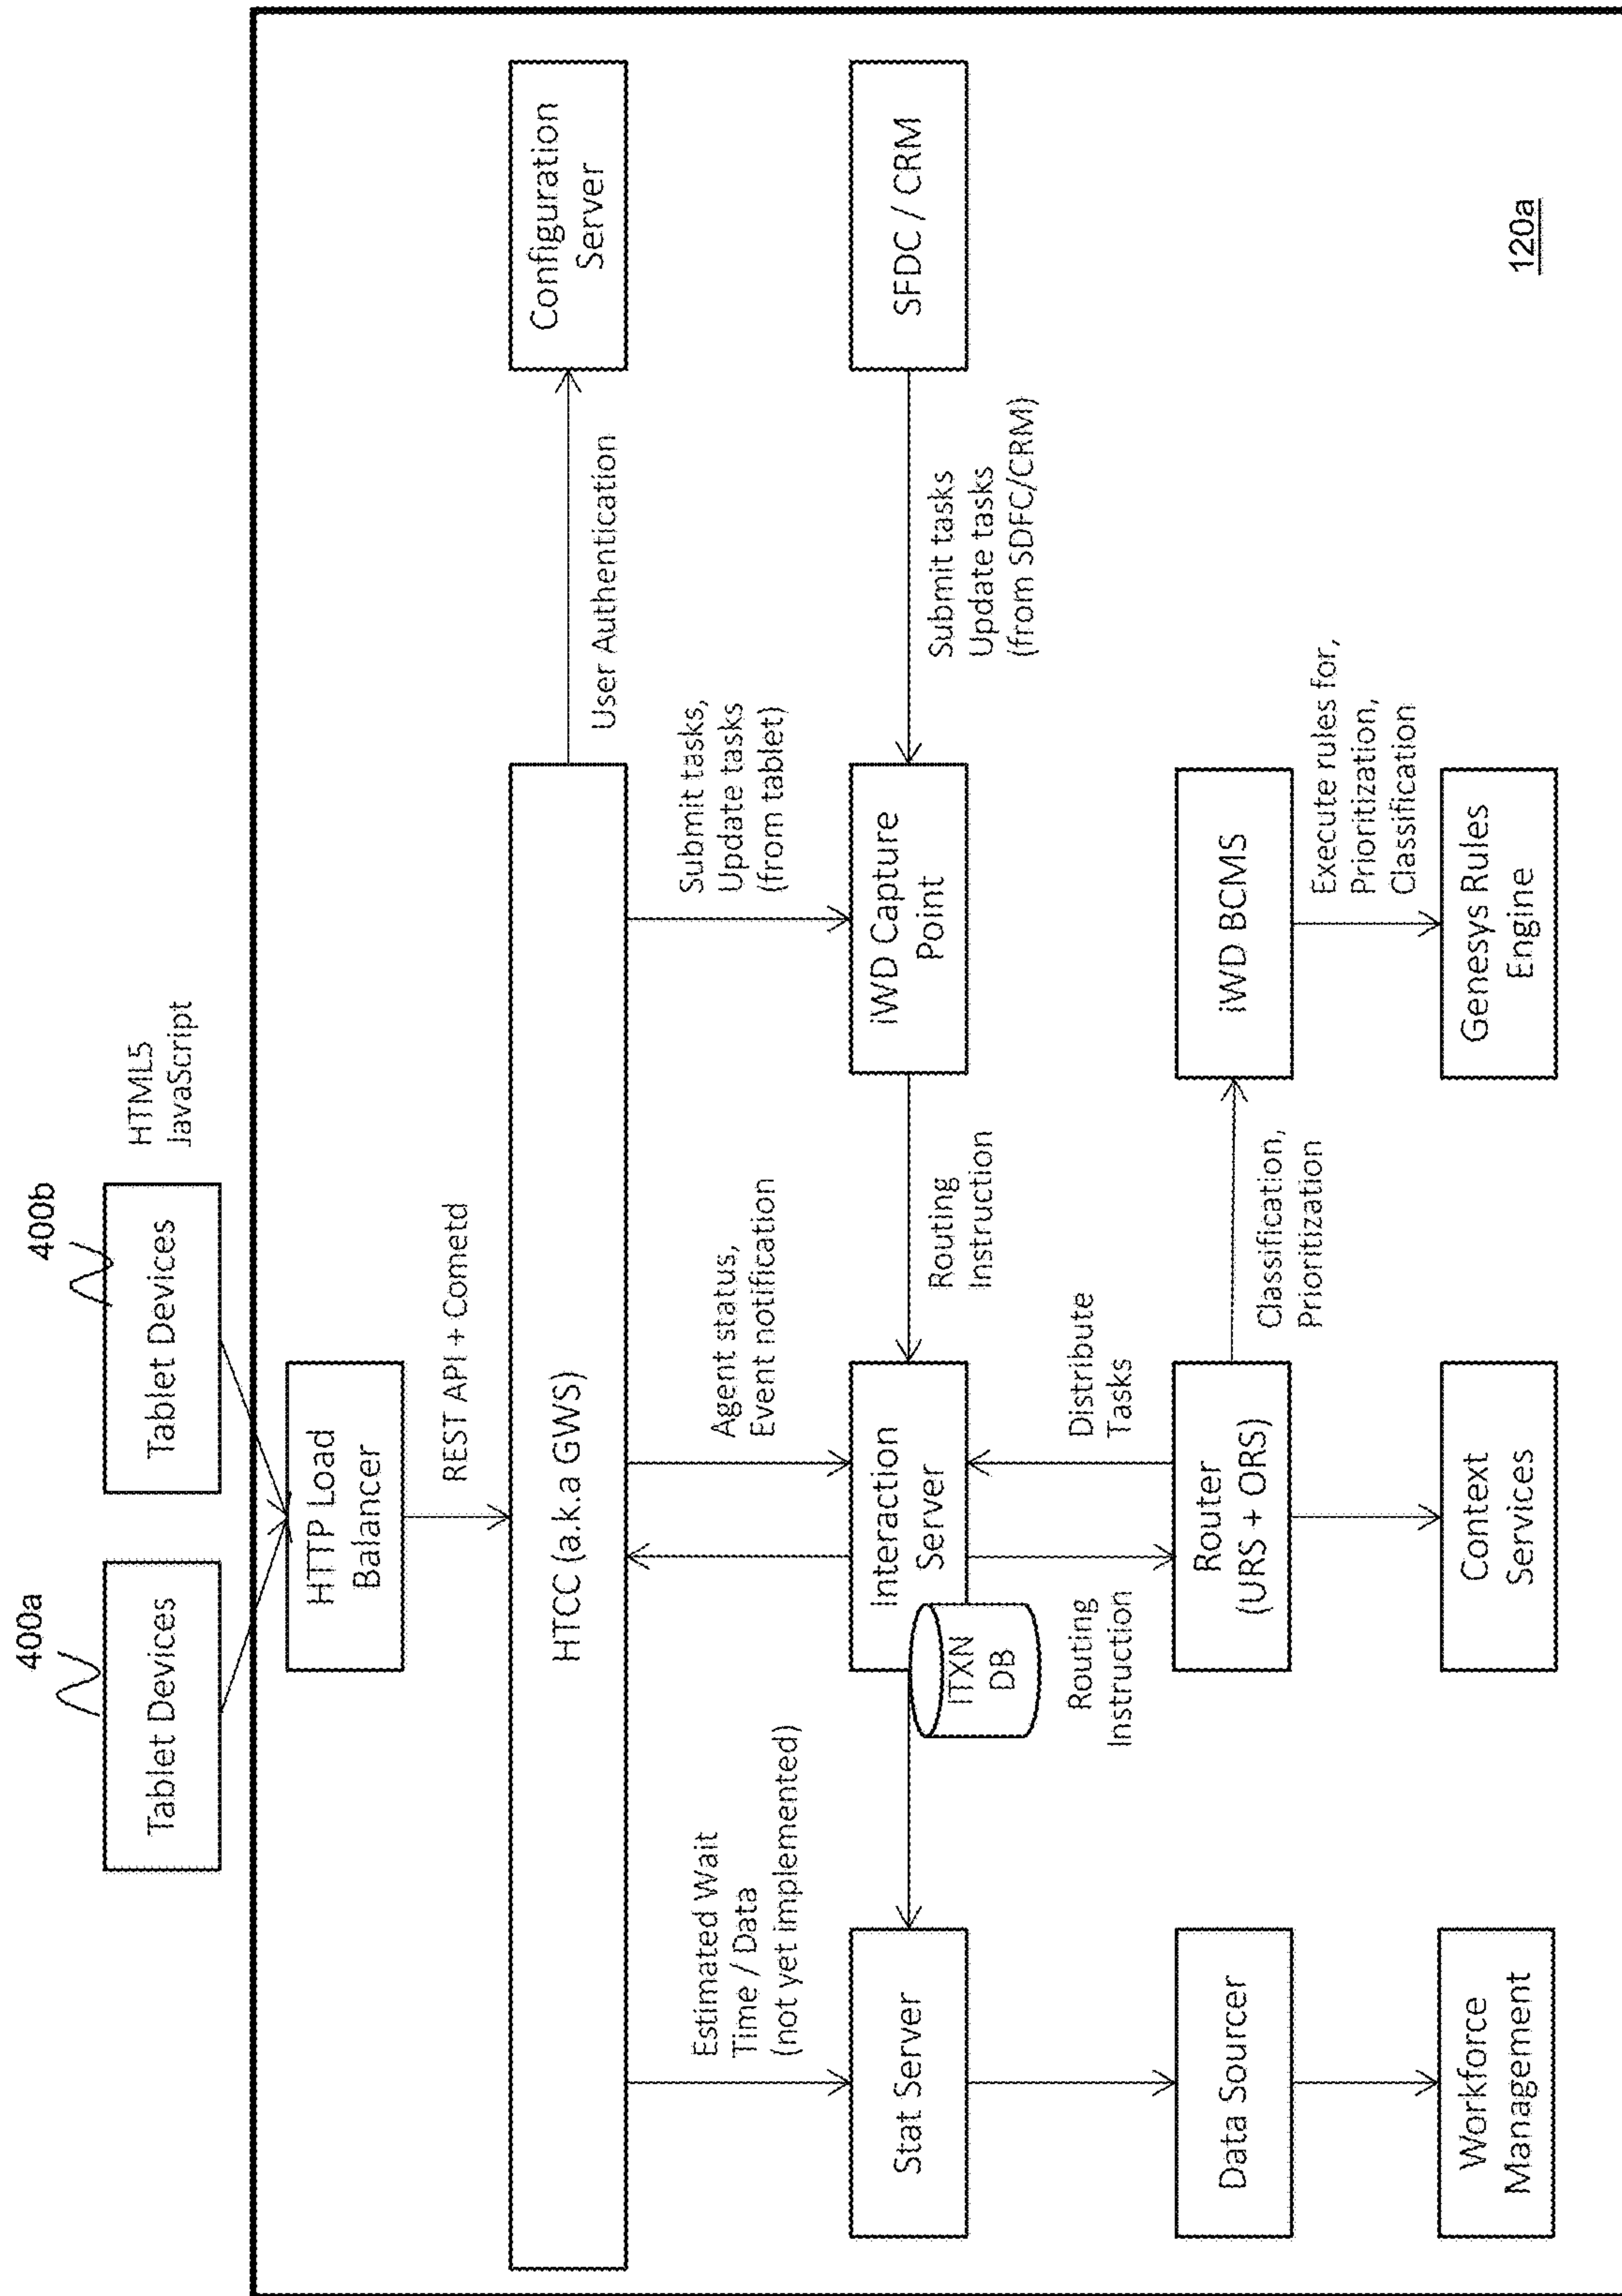 400a
400b
Tablet Devices
Tablet Devices
HTML5
JavaScript
HTTP Load
Balancer
REST API + Cometd
HTCC (a.k.a GWS)
User Authentication
Configuration
Server
Estimated Wait
Time / Data
(not yet implemented)
Agent status,
Event notification
Submit tasks,
Update tasks
(from tablet)
Stat Server
Interaction
Server
ITXN
DB
Routing
Instruction
iWD Capture
Point
Submit tasks
Update tasks
(from SDFC/CRM)
SFDC / CRM
Routing
Instruction
Distribute
Tasks
Data Sourcer
Router
(URS + ORS)
Classification,
Prioritization
iWD BCMS
Execute rules for,
Prioritization,
Classification
Workforce
Management
Context
Services
Genesys Rules
Engine
120a